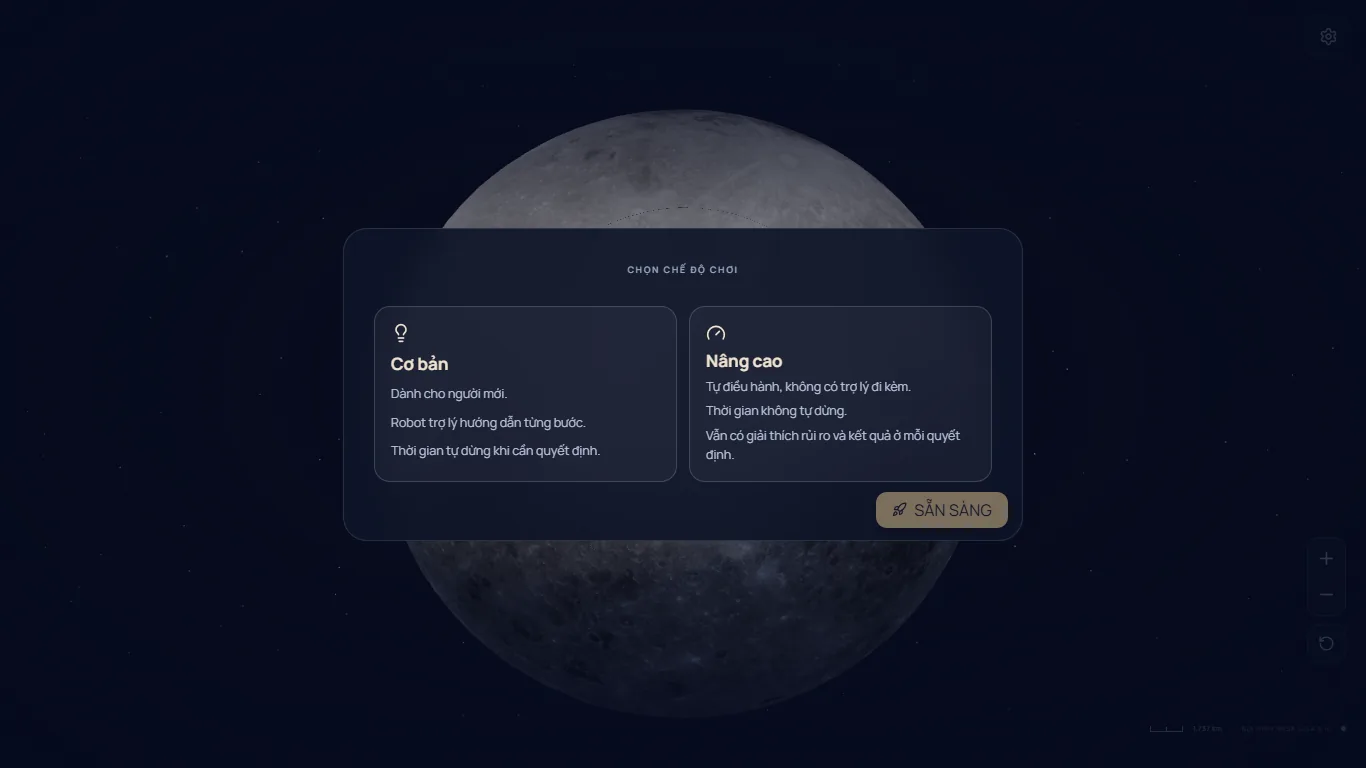 CHỌN CHẾ ĐỘ CHƠI
Cơ bản
Dành cho người mới.
Robot trợ lý hướng dẫn từng bước.
Thời gian tự dừng khi cần quyết định.
Nâng cao
Tự điều hành, không có trợ lý đi kèm.
Thời gian không tự dừng.
Vẫn có giải thích rủi ro và kết quả ở mỗi quyết
định.
SẴN SÀNG